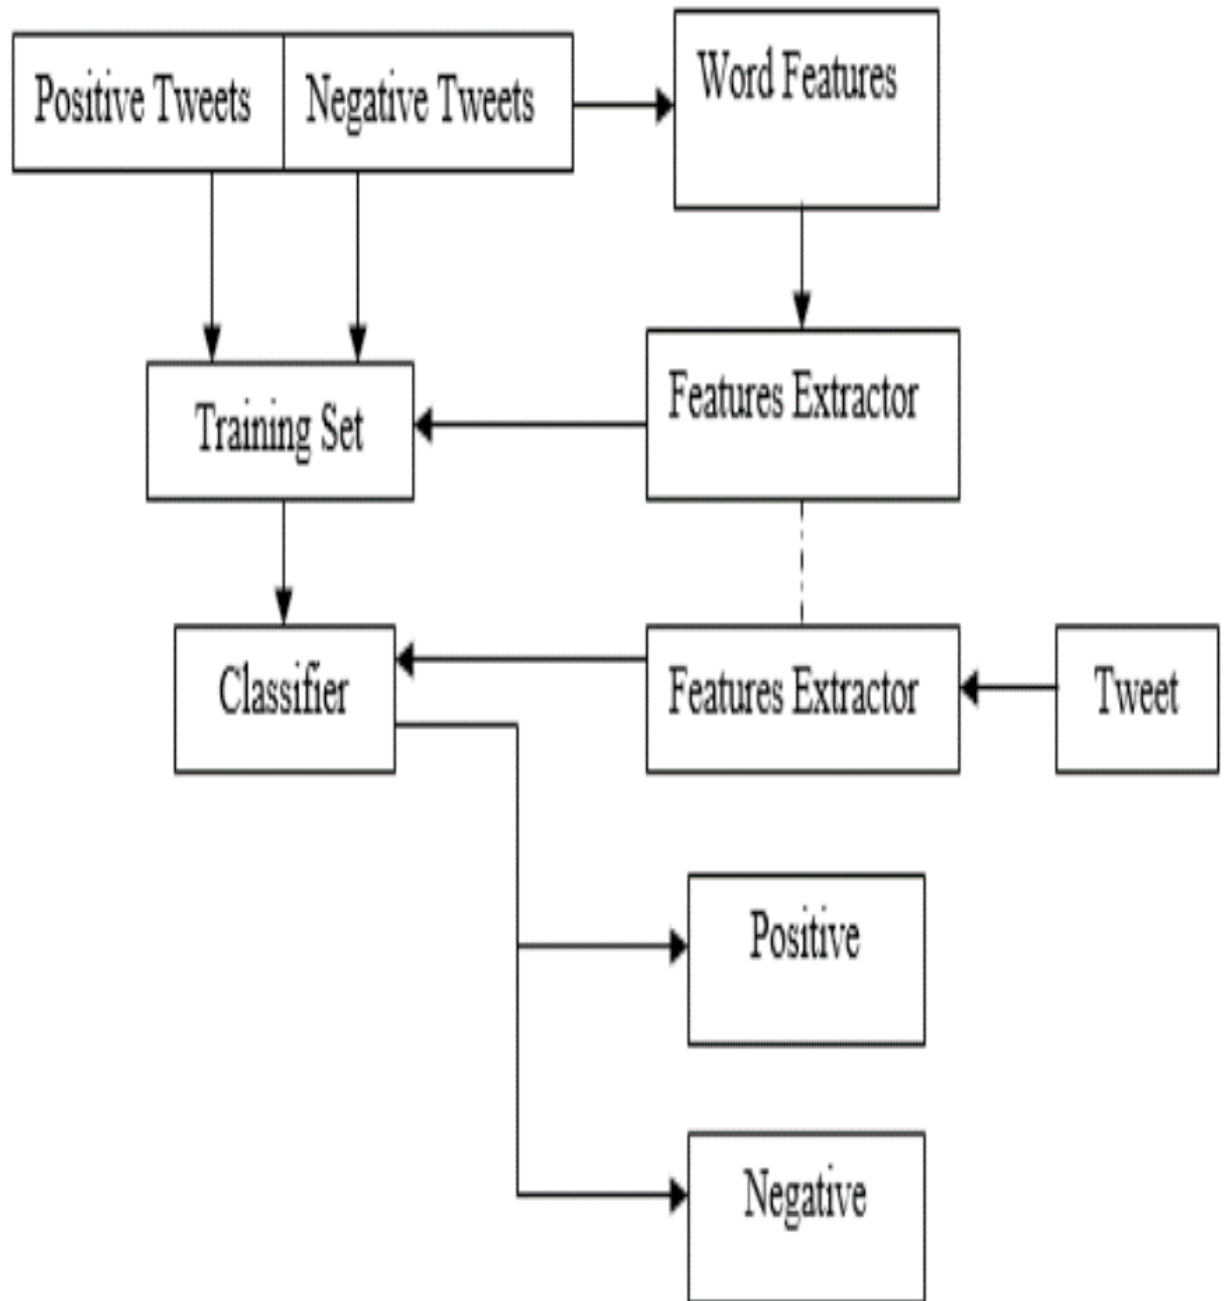 Positive Tweets
Negative Tweets
Word Features
Training Set
Features Extractor
Classifier
Features Extractor
Tweet
Positive
Negative